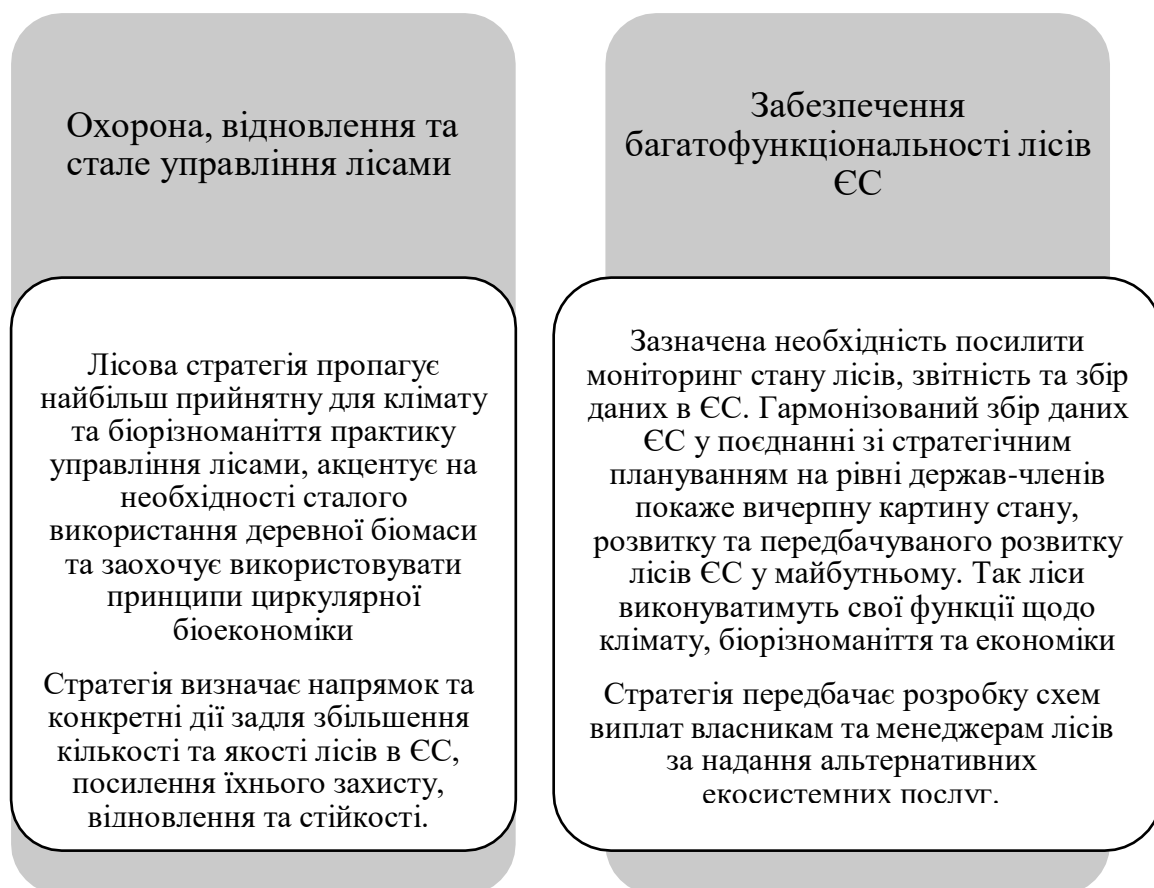 Охорона, відновлення та
стале управління лісами
Лісова стратегія пропагує
найбільш прийнятну для клімату
та біорізноманіття практику
управління лісами, акцентує на
необхідності сталого
використання деревної біомаси
та заохочує використовувати
принципи циркулярної
біоекономіки
Стратегія визначає напрямок та
конкретні дії задля збільшення
кількості та якості лісів в ЄС,
посилення їхнього захисту,
відновлення та стійкості.
Забезпечення
багатофункціональності лісів
ЄС
Зазначена необхідність посилити
моніторинг стану лісів, звітність та збір
даних в ЄС. Гармонізований збір даних
ЄС у поєднанні зі стратегічним
плануванням на рівні держав-членів
покаже вичерпну картину стану,
розвитку та передбачуваного розвитку
лісів ЄС у майбутньому. Так ліси
виконуватимуть свої функції щодо
клімату, біорізноманіття та економіки
Стратегія передбачає розробку схем
виплат власникам та менеджерам лісів
за надання альтернативних
екосистемних послуг.